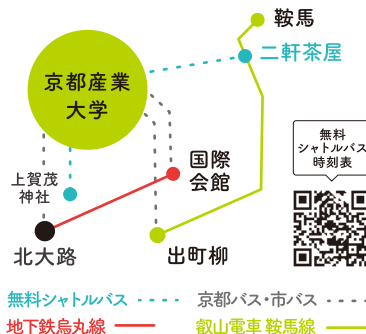 鞍馬
二軒茶屋
京都産業
大学
無料
シャトルバス
時刻表
国際
会館
上賀茂
神社
北大路
出町柳
無料シャトルバス
京都バス・市バス
地下鉄烏丸線
叡山電車 鞍馬線